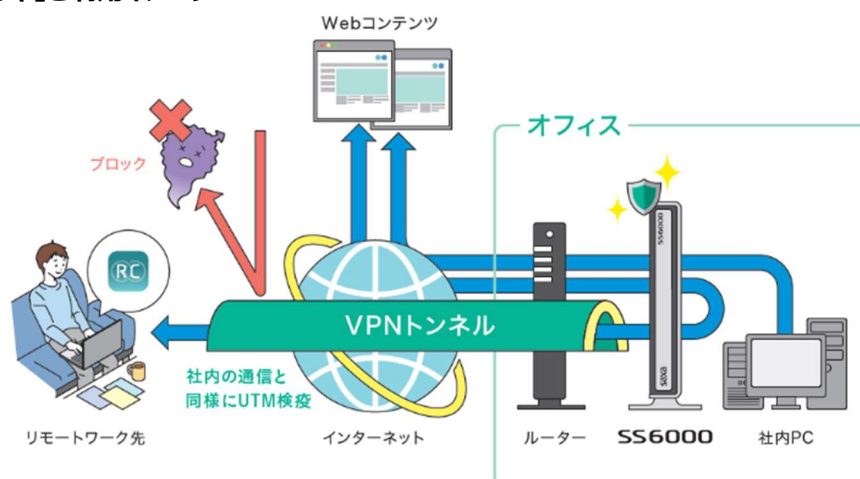 Webコンテンツ
オフィス
ブロック
RC
SS6000
VPNトンネル
社内の通信と
同様にUTM検疫
saxa
リモートワーク先
インターネット
ルーター
SS6000
社内PC